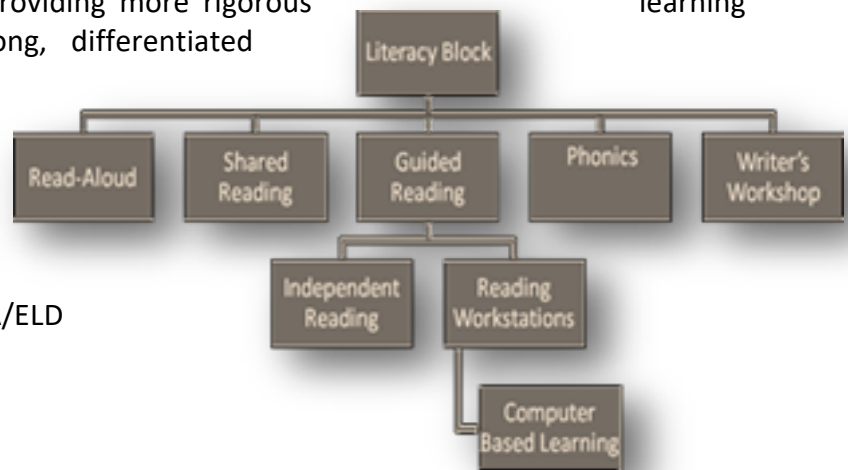 roviding more rigorous learning
ong, differentiated
Literacy Block
Read-Aloud
Shared
Reading
Guided
Reading
Phonics
Writer's
Workshop
/ELD
Independent
Reading
Reading
Workstations
Computer
Based Learning